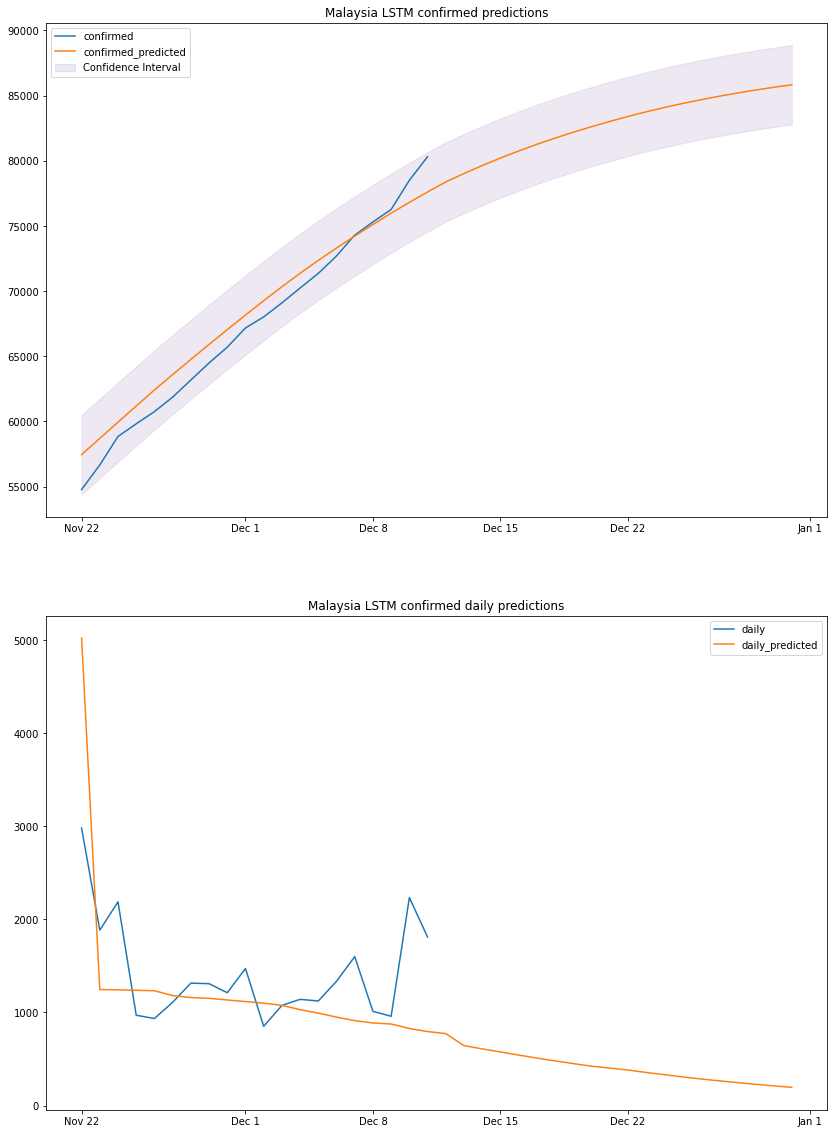 Malaysia LSTM confirmed predictions
90000
85000
80000
75000
70000
65000
60000
55000
confirmed
confirmed_predicted
Confidence Interval
Nov 22
Dec 1
Dec 8
Dec 15
Dec 22
Jan 1
Malaysia LSTM confirmed daily predictions
5000
4000
3000
2000
1000
0
daily
daily_predicted
Nov 22
Dec 1
Dec 8
Dec 15
Dec 22
Jan 1